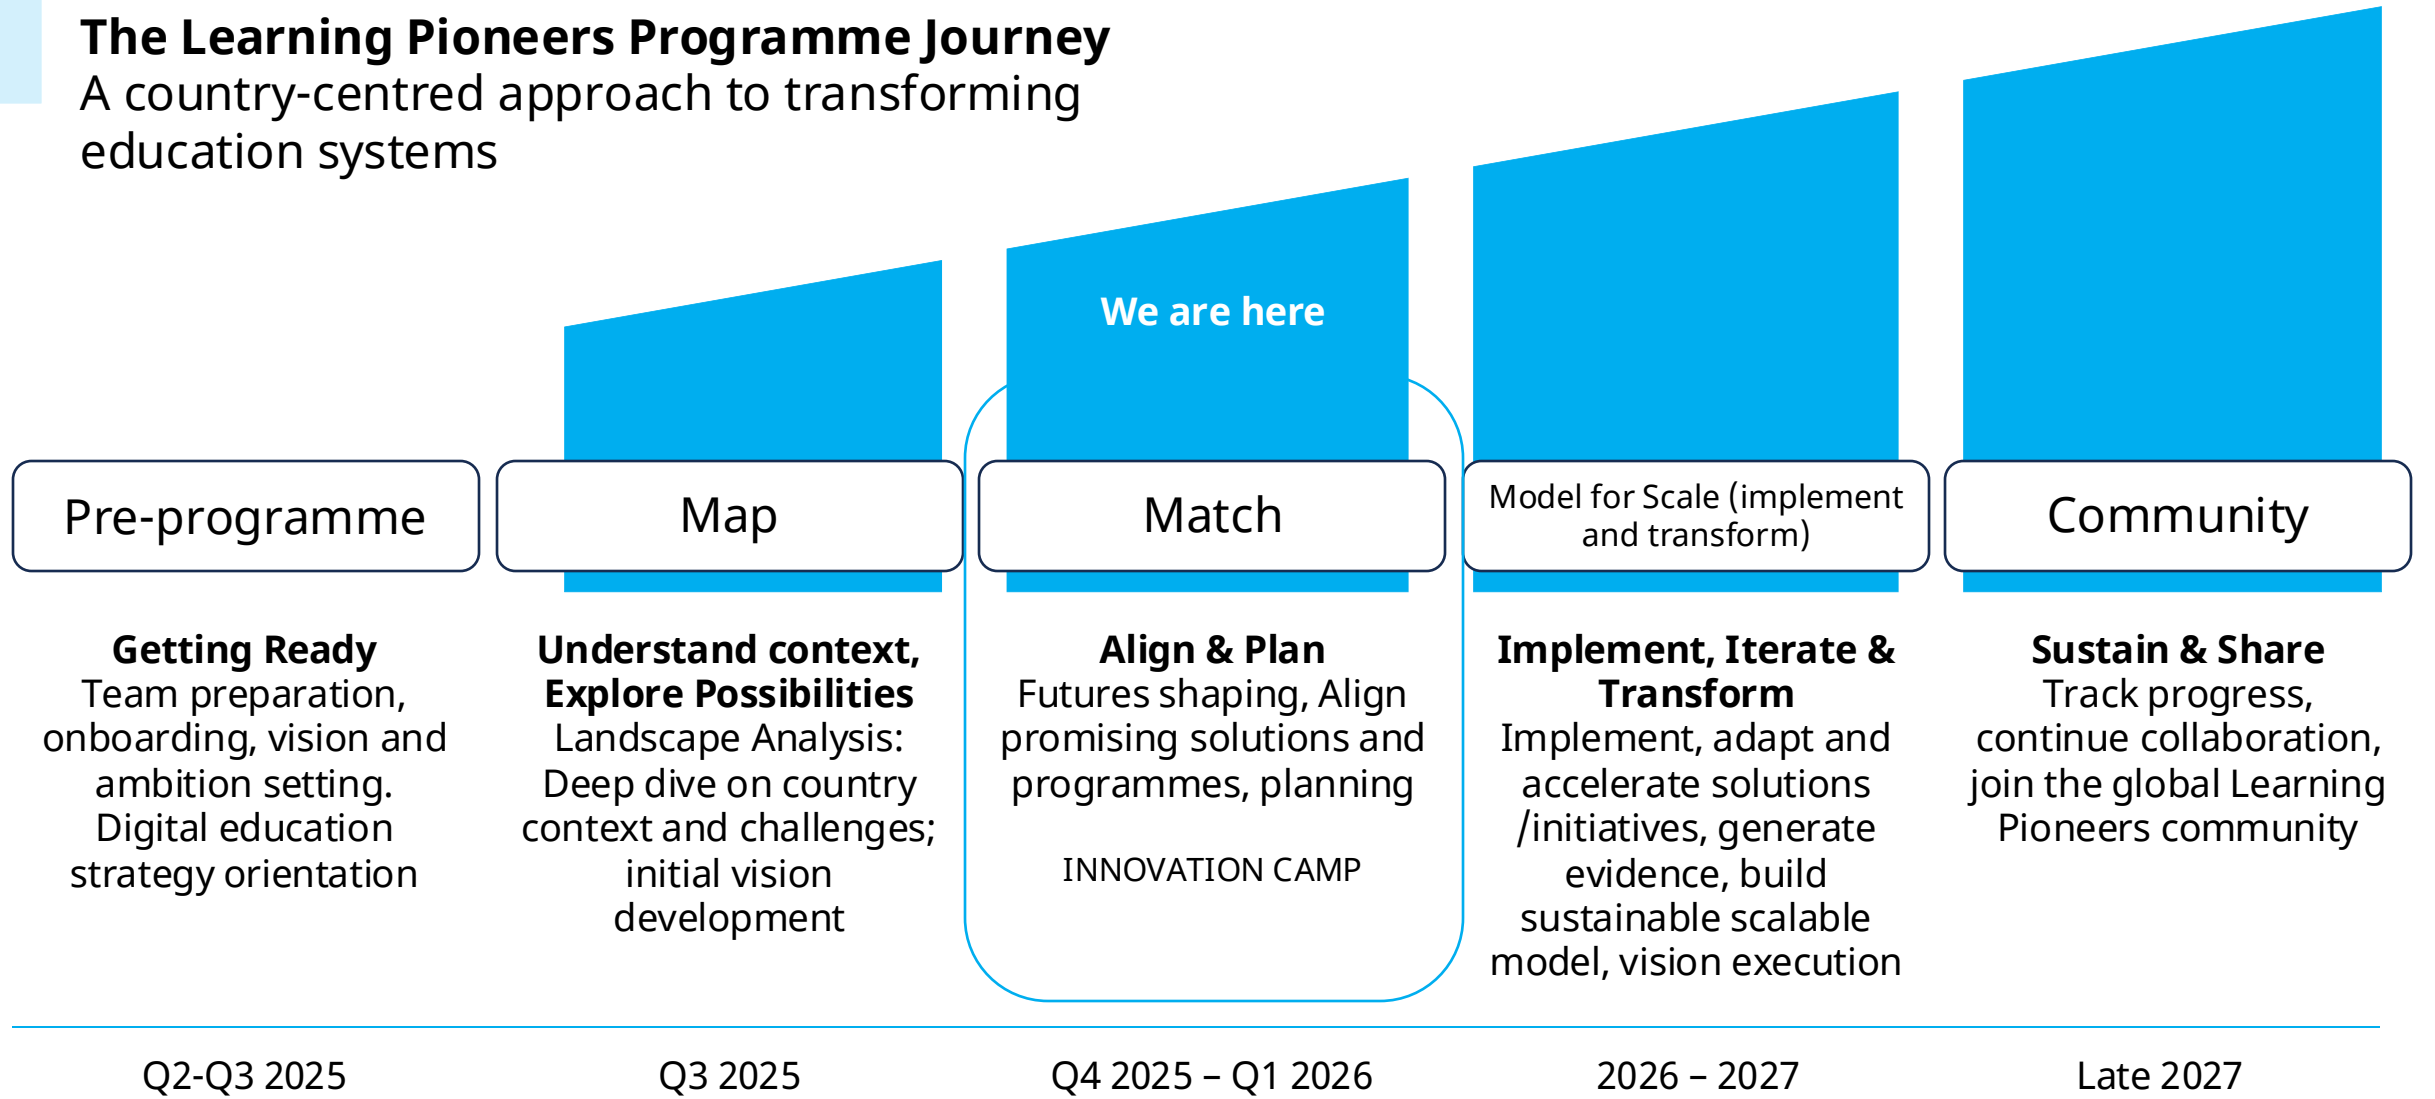 The Learning Pioneers Programme Journey
A country-centred approach to transforming
education systems
We are here
Pre-programme
Map
Match
Model for Scale (implement
and transform)
Community
Getting Ready
Team preparation,
onboarding, vision and
ambition setting.
Digital education
strategy orientation
Understand context,
Explore Possibilities
Landscape Analysis:
Deep dive on country
context and challenges;
initial vision
development
Align & Plan
Futures shaping, Align
promising solutions and
programmes, planning
INNOVATION CAMP
Implement, Iterate &
Transform
Implement, adapt and
accelerate solutions
/initiatives, generate
evidence, build
sustainable scalable
model, vision execution
Sustain & Share
Track progress,
continue collaboration,
join the global Learning
Pioneers community
Q2-Q3 2025
Q3 2025
Q4 2025 – Q1 2026
2026 – 2027
Late 2027